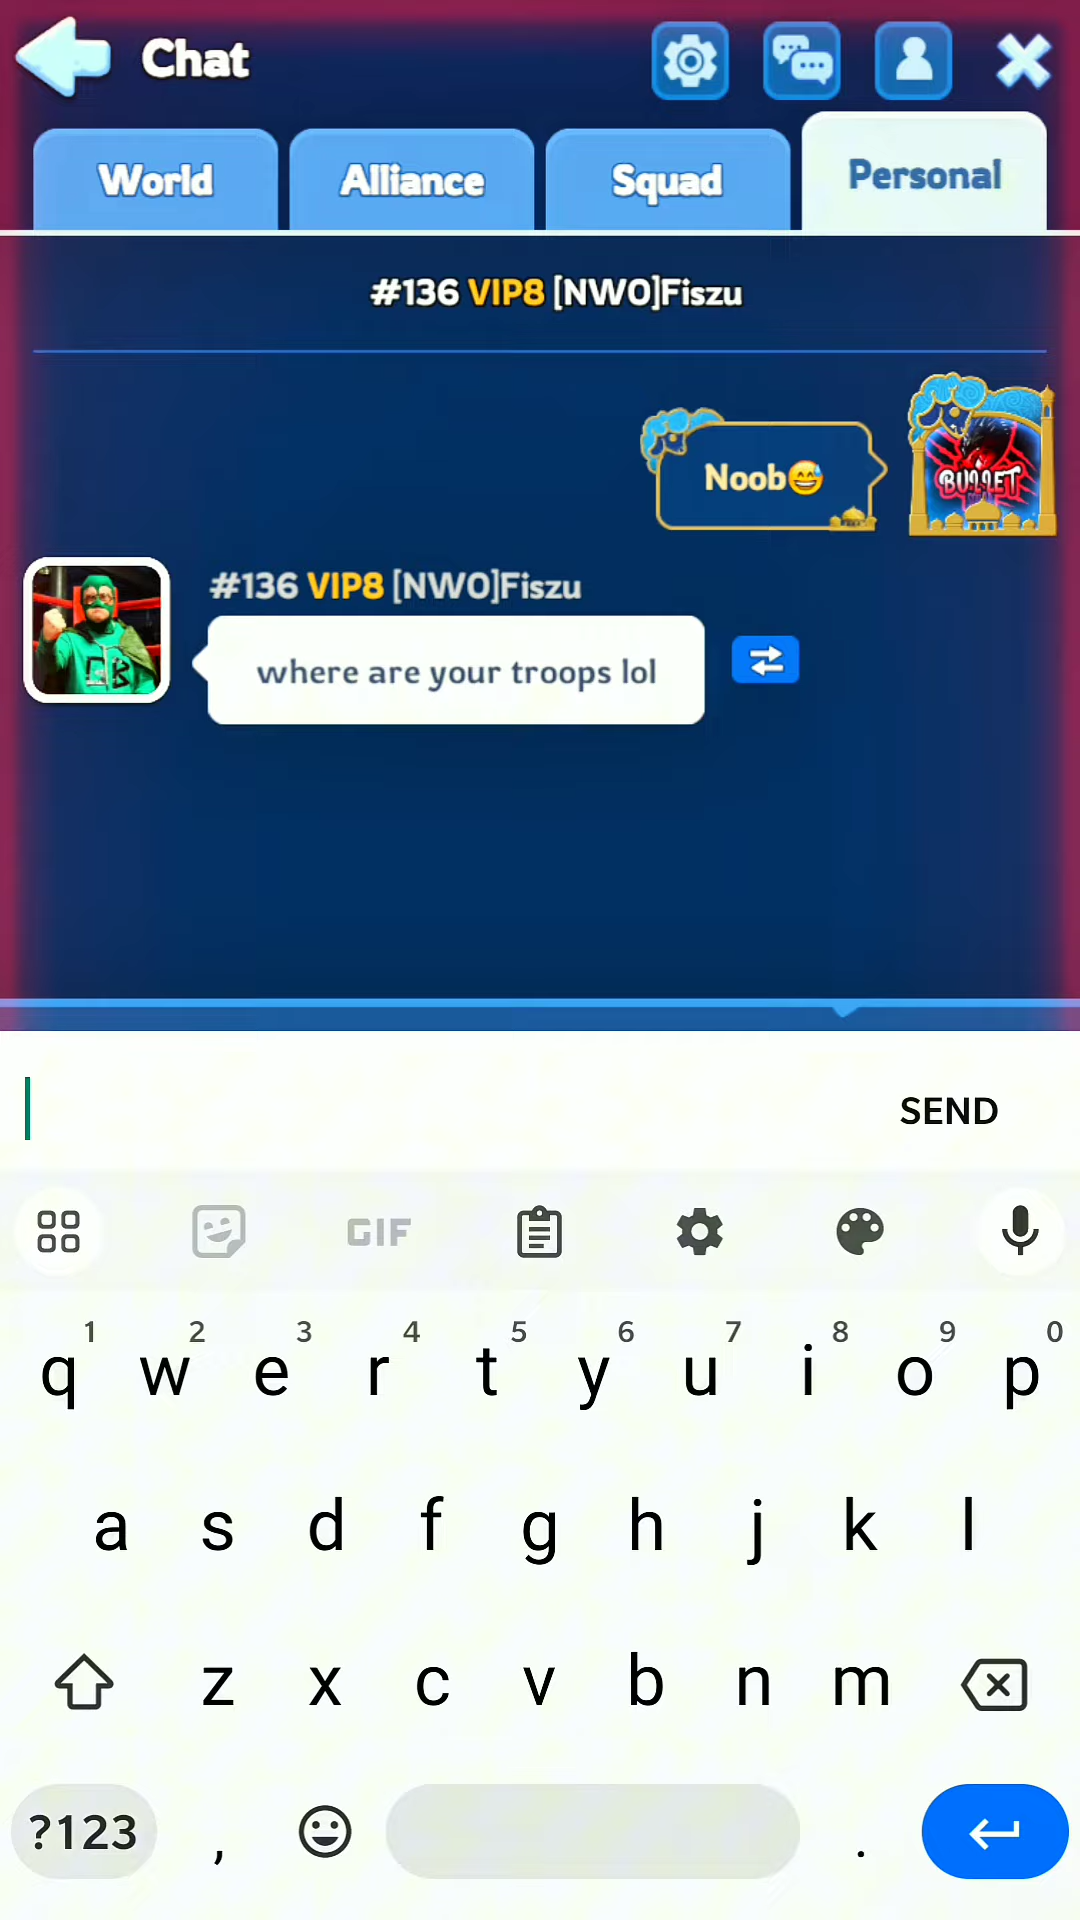 Chat
World
Alliance
Squad
Personal
#136 VIP8 [NWO]Fiszu
Noob😅
BULLET
#136 VIP8 [NWO]Fiszu
where are your troops lol
SEND
GIF
1 2 3 4 5 6 7 8 9 0
q w e r t y u i o p
a s d f g h j k l
z x c v b n m
?123 , .